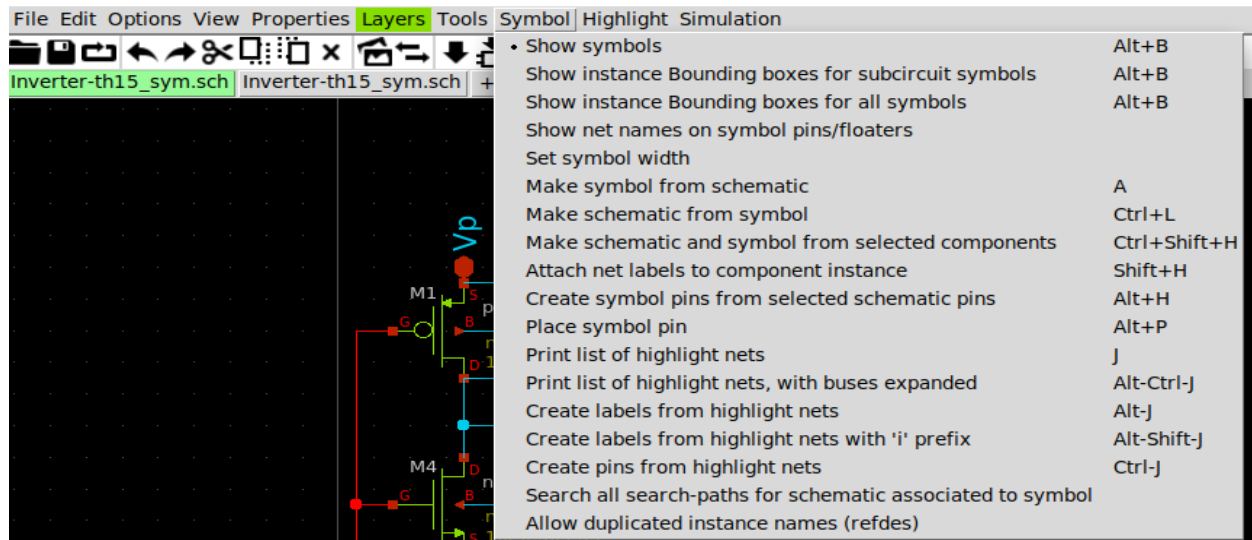 File Edit Options View Properties Layers Tools Symbol Highlight Simulation
Inverter-th15_sym.sch Inverter-th15_sym.sch +
• Show symbols Alt+B
Show instance Bounding boxes for subcircuit symbols Alt+B
Show instance Bounding boxes for all symbols Alt+B
Show net names on symbol pins/floaters
Set symbol width
Make symbol from schematic A
Make schematic from symbol Ctrl+L
Make schematic and symbol from selected components Ctrl+Shift+H
Attach net labels to component instance Shift+H
Create symbol pins from selected schematic pins Alt+H
Place symbol pin Alt+P
Print list of highlight nets J
Print list of highlight nets, with buses expanded Alt-Ctrl-J
Create labels from highlight nets Alt-J
Create labels from highlight nets with 'i' prefix Alt-Shift-J
Create pins from highlight nets Ctrl-J
Search all search-paths for schematic associated to symbol
Allow duplicated instance names (refdes)
Vp
M1 S
p
G B
D 1
M4 D
n
G B
S